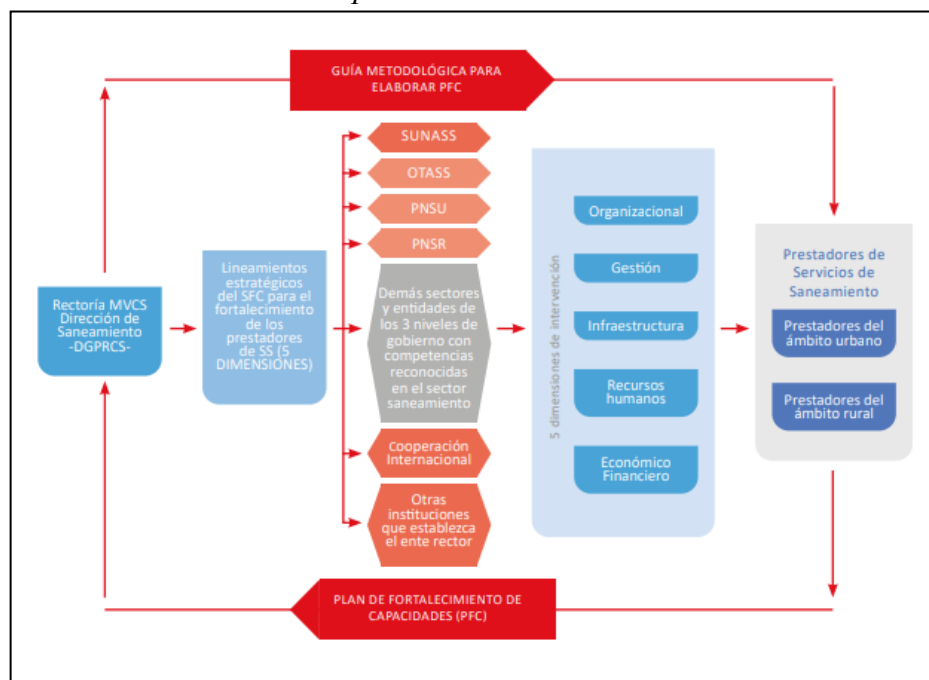 GUÍA METODOLÓGICA PARA
ELABORAR PFC
SUNASS
OTASS
PNSU
PNSR
Demás sectores
y entidades de
los 3 niveles de
gobierno con
competencias
reconocidas
en el sector
saneamiento
Cooperación
Internacional
Otras
instituciones
que establezca
el ente rector
Rectoría MVCS
Dirección de
Saneamiento
-DGPRCS-
Lineamientos
estratégicos
del SFC para el
fortalecimiento
de los
prestadores
de SS (5
DIMENSIONES)
5 dimensiones de intervención
Organizacional
Gestión
Infraestructura
Recursos
humanos
Económico
Financiero
Prestadores de
Servicios de
Saneamiento
Prestadores del
ámbito urbano
Prestadores del
ámbito rural
PLAN DE FORTALECIMIENTO DE
CAPACIDADES (PFC)